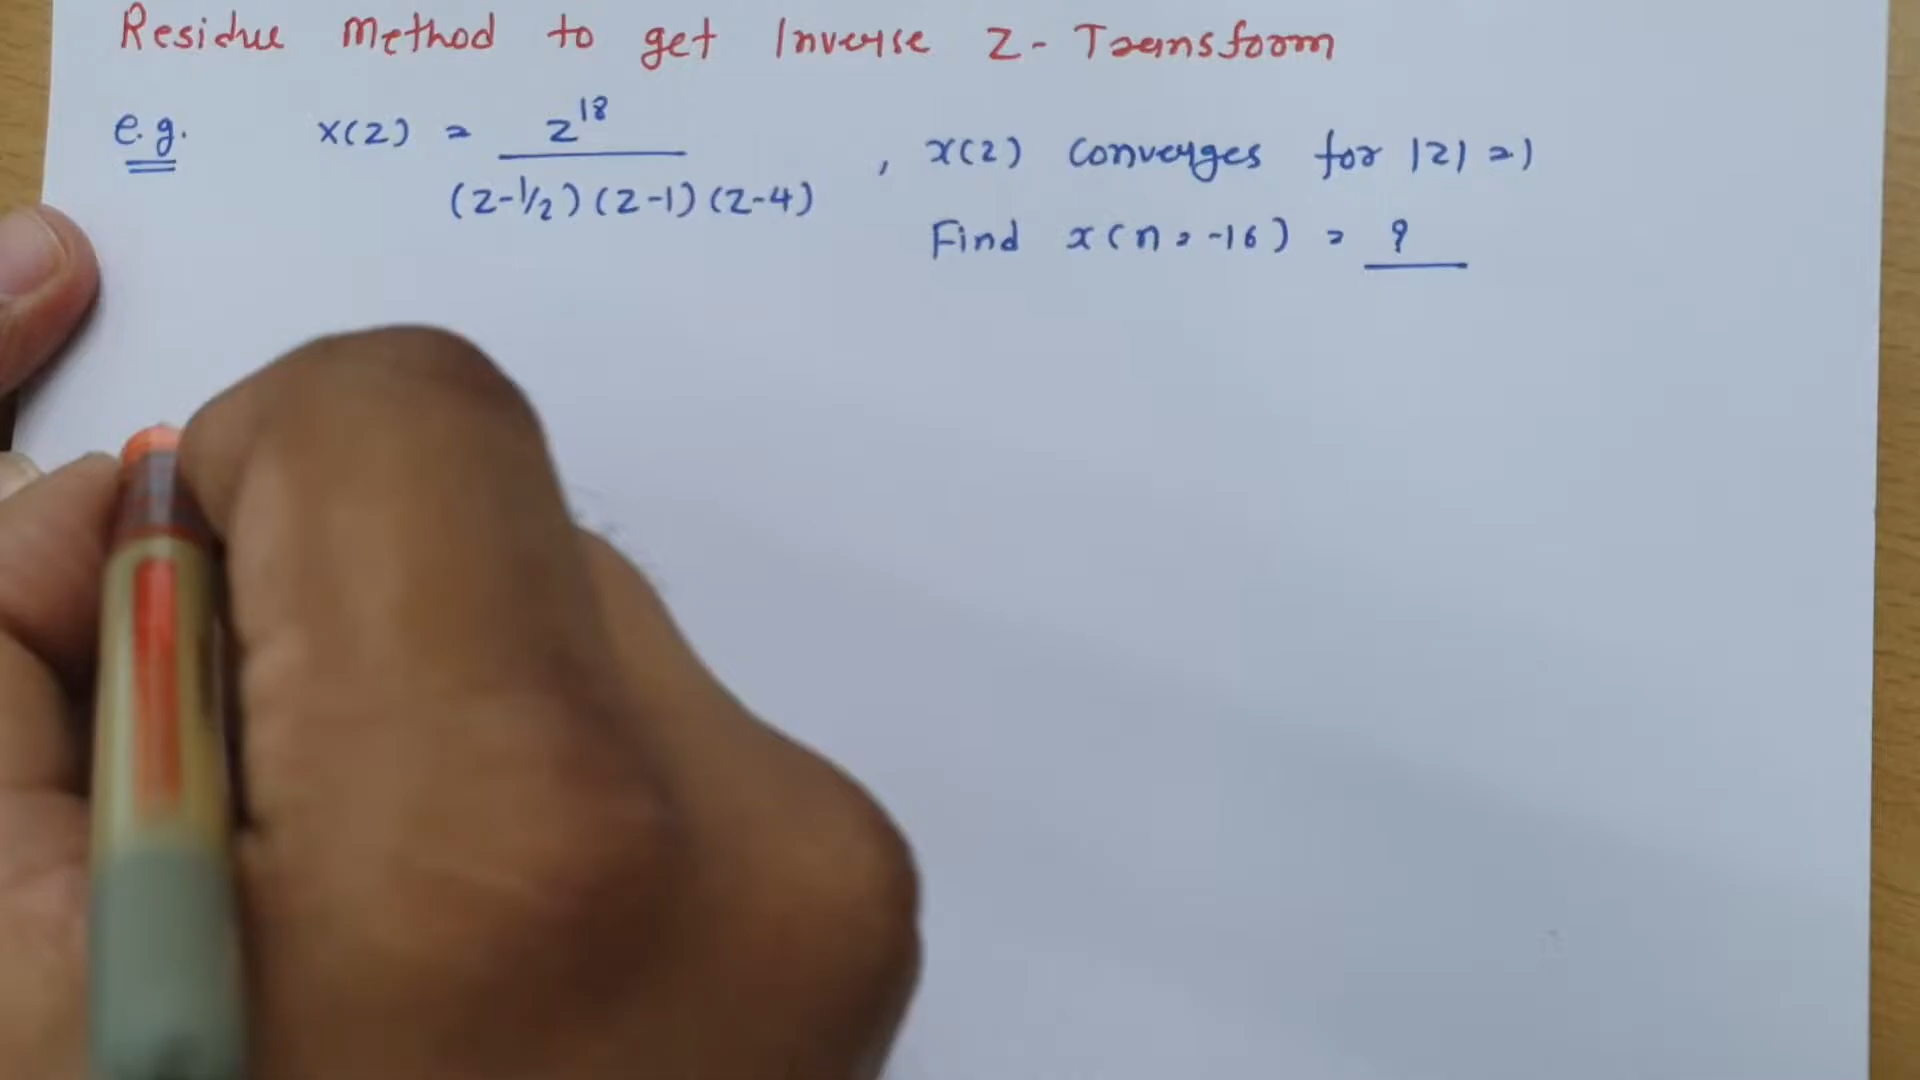 Residue Method to get Inverse Z-Transform
e.g. X(Z) = Z^18 / (Z-1/2)(Z-1)(Z-4) , X(Z) converges for |Z| = 1
Find x(n = -16) = ?